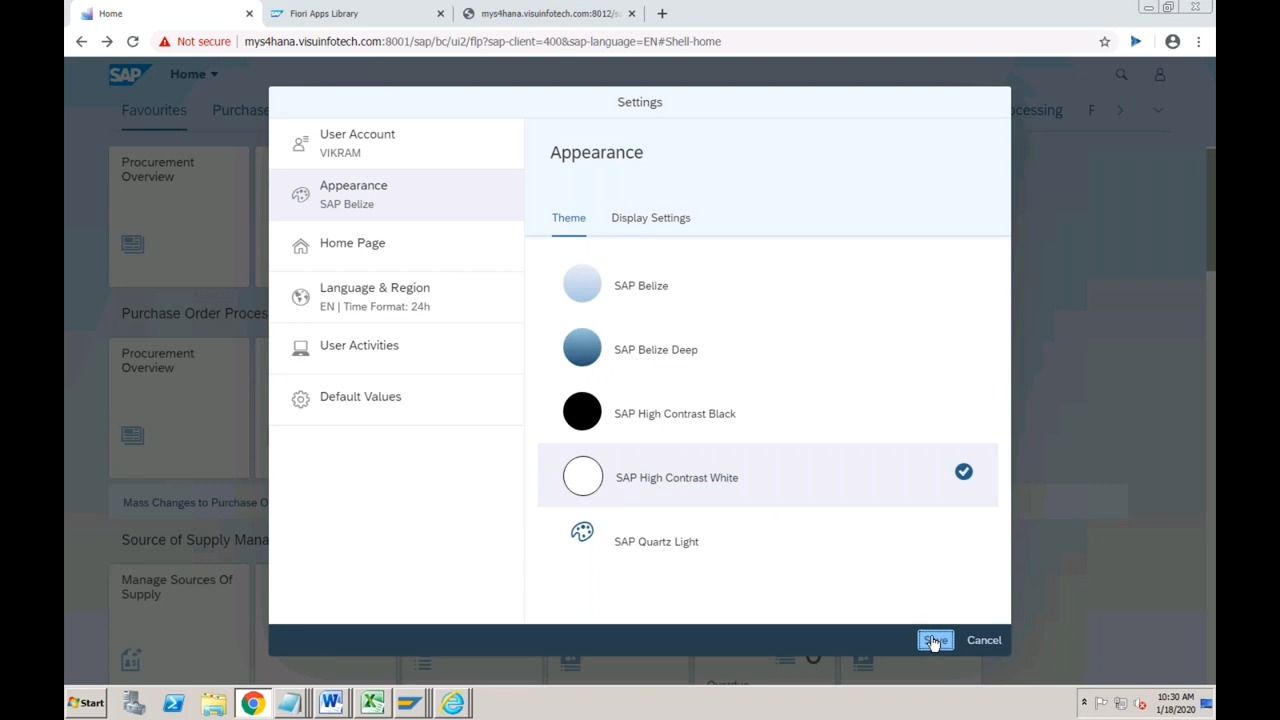 Home
Fiori Apps Library
mys4hana.visuinfotech.com:8012/s
Not secure
mys4hana.visuinfotech.com:8001/sap/bc/ui2/flp?sap-client=400&sap-language=EN#Shell-home
SAP
Home
Favourites
Purchase
cessing
F
Settings
User Account
VIKRAM
Appearance
SAP Belize
Home Page
Language & Region
EN | Time Format: 24h
User Activities
Default Values
Appearance
Theme
Display Settings
SAP Belize
SAP Belize Deep
SAP High Contrast Black
SAP High Contrast White
SAP Quartz Light
Save
Cancel
Procurement
Overview
Purchase Order Proces
Procurement
Overview
Mass Changes to Purchase O
Source of Supply Mana
Manage Sources Of
Supply
Start
10:30 AM
1/18/2020